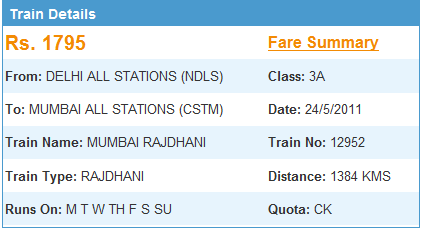 Train Details
Rs. 1795 Fare Summary
From: DELHI ALL STATIONS (NDLS) Class: 3A
To: MUMBAI ALL STATIONS (CSTM) Date: 24/5/2011
Train Name: MUMBAI RAJDHANI Train No: 12952
Train Type: RAJDHANI Distance: 1384 KMS
Runs On: M T W TH F S SU Quota: CK